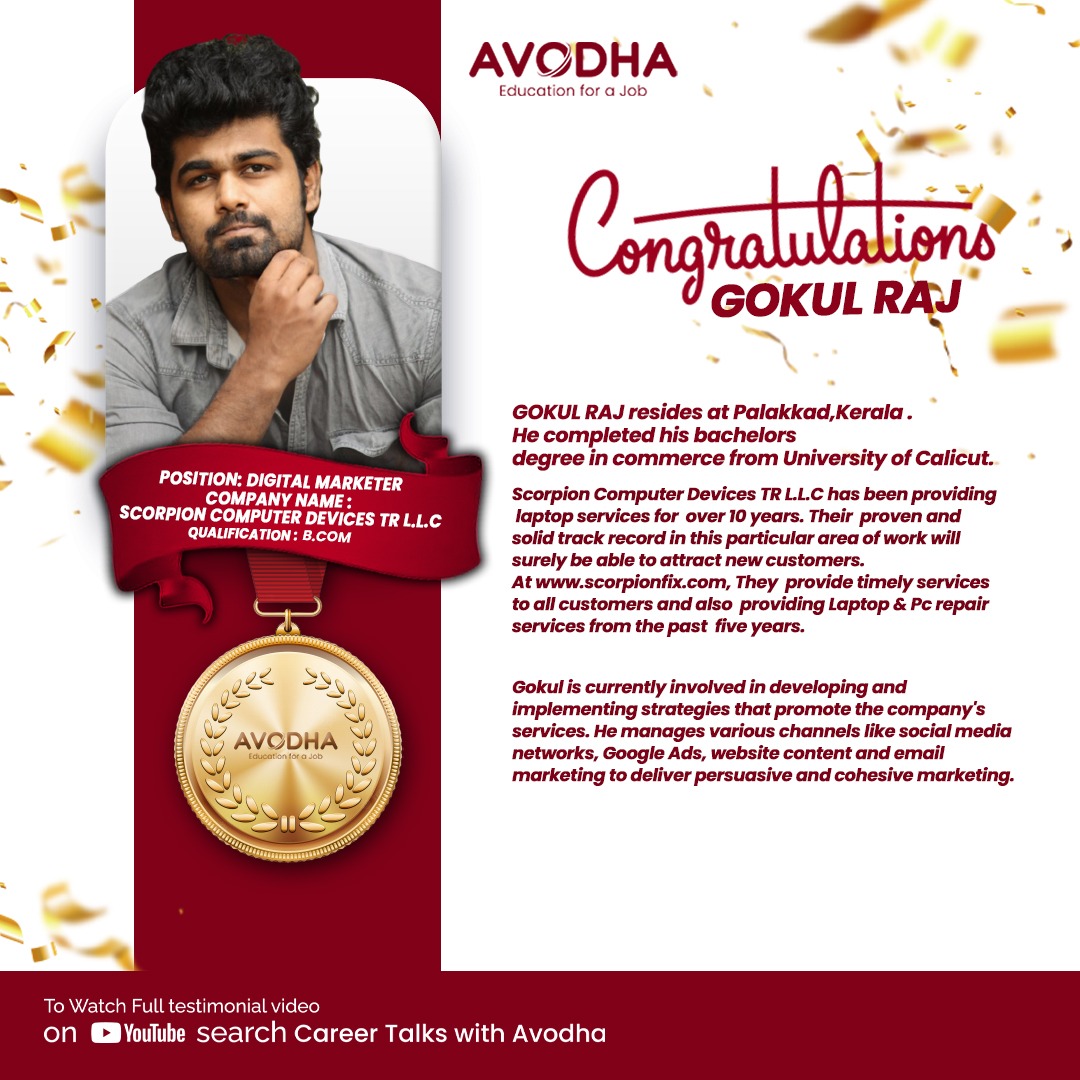 AVODHA
Education for a Job
Congratulations
GOKUL RAJ
POSITION: DIGITAL MARKETER
COMPANY NAME :
SCORPION COMPUTER DEVICES TR L.L.C
QUALIFICATION : B.COM
AVODHA
Education for a Job
GOKUL RAJ resides at Palakkad,Kerala .
He completed his bachelors
degree in commerce from University of Calicut.
Scorpion Computer Devices TR L.L.C has been providing
laptop services for over 10 years. Their proven and
solid track record in this particular area of work will
surely be able to attract new customers.
At www.scorpionfix.com, They provide timely services
to all customers and also providing Laptop & Pc repair
services from the past five years.
Gokul is currently involved in developing and
implementing strategies that promote the company's
services. He manages various channels like social media
networks, Google Ads, website content and email
marketing to deliver persuasive and cohesive marketing.
To Watch Full testimonial video
on YouTube search Career Talks with Avodha